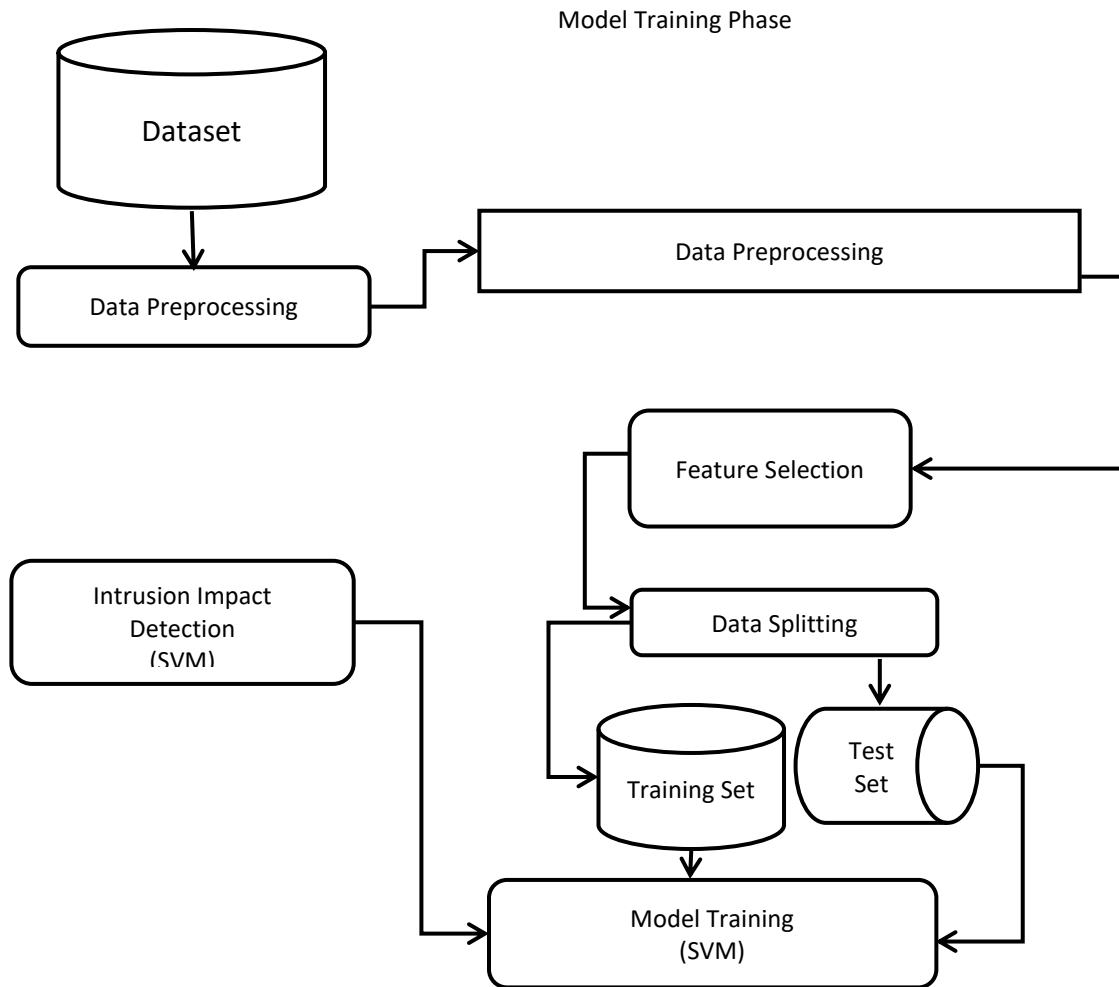 Model Training Phase
Dataset
Data Preprocessing
Data Preprocessing
Feature Selection
Intrusion Impact
Detection
(SVM)
Data Splitting
Training Set
Test
Set
Model Training
(SVM)